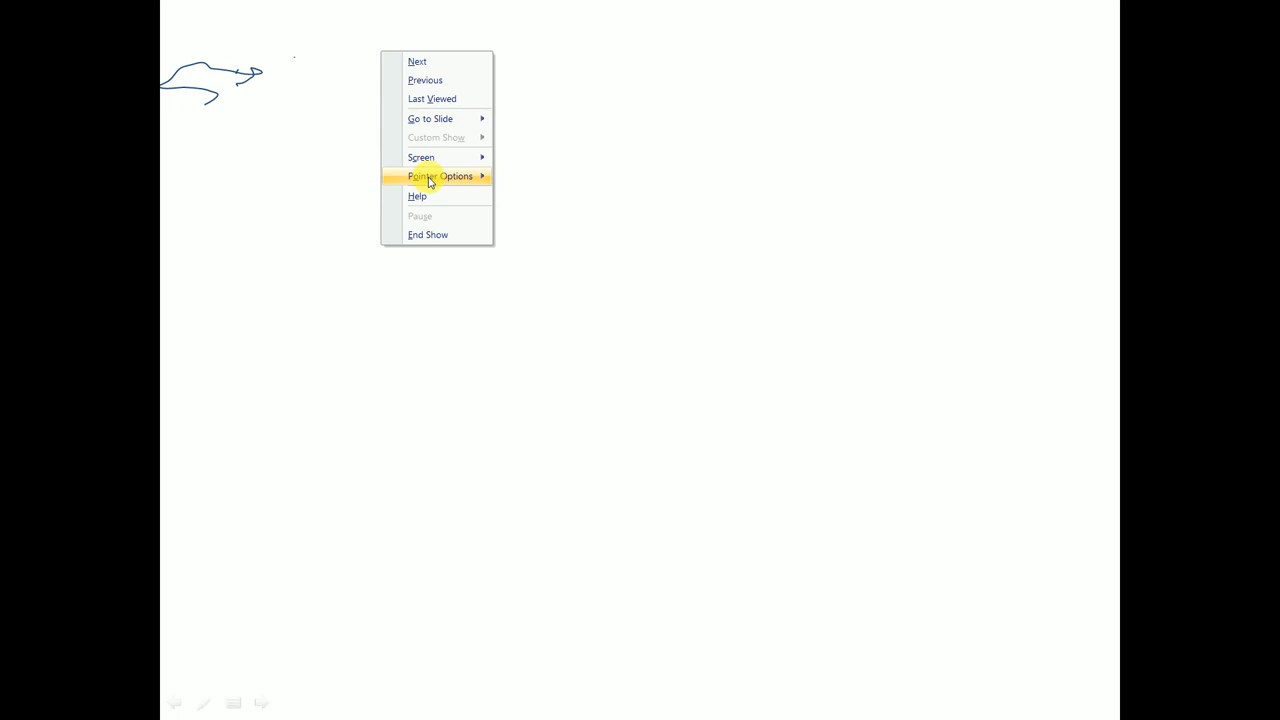 Next
Previous
Last Viewed
Go to Slide
Custom Show
Screen
Pointer Options
Help
Pause
End Show